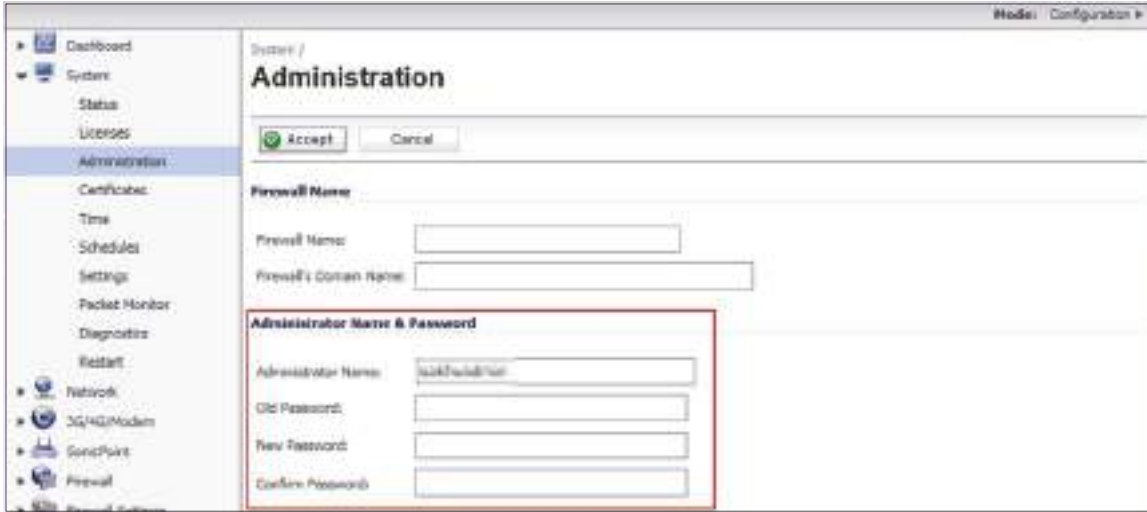 Mode: Configuration
Dashboard
System
Status
Licenses
Administration
Certificates
Time
Schedules
Settings
Packet Monitor
Diagnostics
Restart
Network
3G/4G/Modem
SonicPoint
Firewall
Firewall Settings
System /
Administration
Accept Cancel
Firewall Name
Firewall Name:
Firewall's Domain Name:
Administrator Name & Password
Administrator Name:
Old Password:
New Password:
Confirm Password: